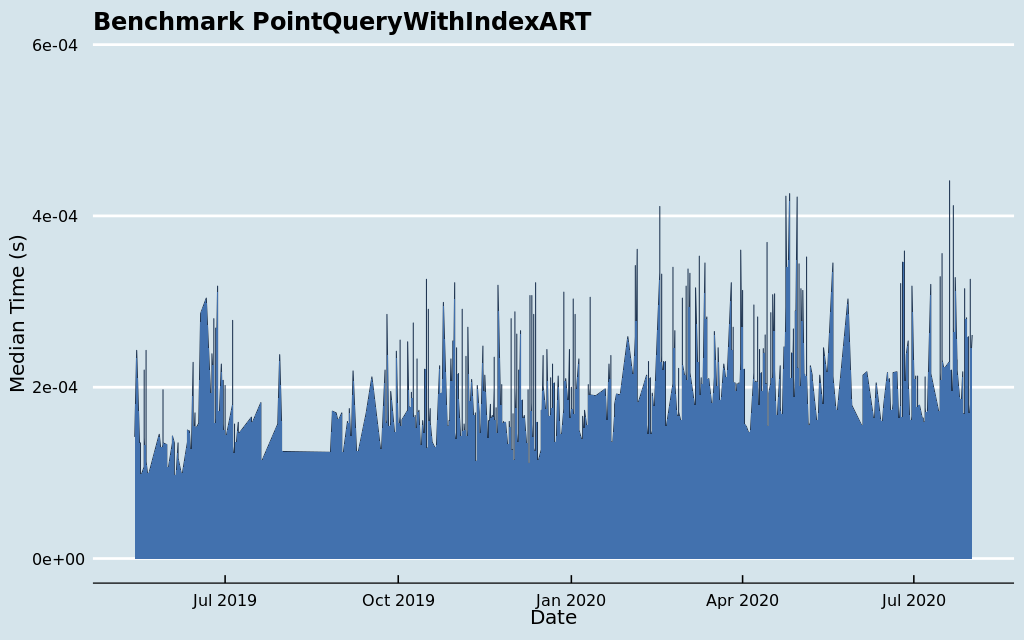 Benchmark PointQueryWithIndexART
6e-04
4e-04
2e-04
0e+00
Median Time (s)
Jul 2019
Oct 2019
Jan 2020
Apr 2020
Jul 2020
Date